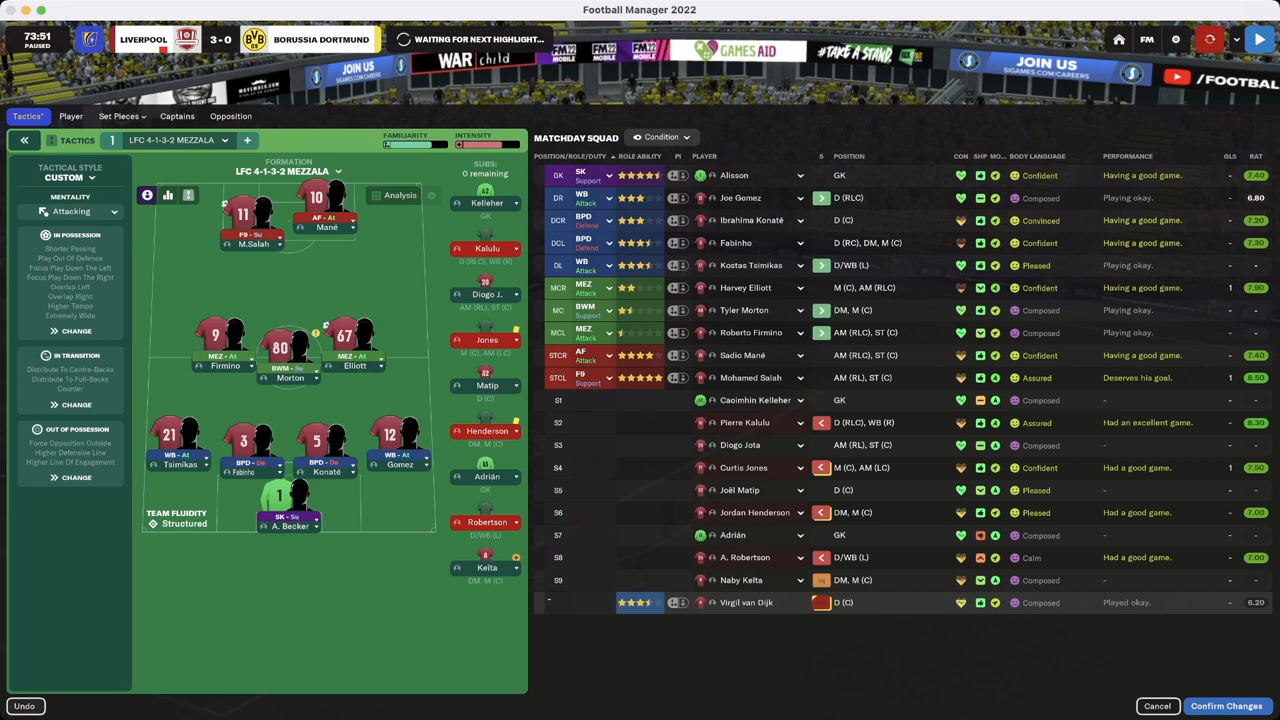 Football Manager 2022
73:51
PAUSED
LIVERPOOL
3 - 0
BORUSSIA DORTMUND
WAITING FOR NEXT HIGHLIGHT...
FM
JOIN US
SIGAMES.COM/CAREERS
WAR child
FM22 MOBILE
GAMES AID
#TAKE A STAND.
JOIN US
SIGAMES.COM/CAREERS
/FOOTBAL
Tactics*
Player
Set Pieces
Captains
Opposition
TACTICS
1
LFC 4-1-3-2 MEZZALA
FAMILIARITY
INTENSITY
TACTICAL STYLE
CUSTOM
MENTALITY
Attacking
IN POSSESSION
Shorter Passing
Play Out Of Defence
Focus Play Down The Left
Focus Play Down The Right
Overlap Left
Overlap Right
Higher Tempo
Extremely Wide
CHANGE
IN TRANSITION
Distribute To Centre-Backs
Distribute To Full-Backs
Counter
CHANGE
OUT OF POSSESSION
Force Opposition Outside
Higher Defensive Line
Higher Line Of Engagement
CHANGE
FORMATION
LFC 4-1-3-2 MEZZALA
Analysis
11
F9 - Su
M.Salah
10
AF - At
Mané
9
MEZ - At
Firmino
80
BWM - Su
Morton
67
MEZ - At
Elliott
21
WB - At
Tsimikas
3
BPD - De
Fabinho
5
BPD - De
Konaté
12
WB - At
Gomez
1
SK - Su
A. Becker
TEAM FLUIDITY
Structured
SUBS:
0 remaining
62
Kelleher
GK
Kalulu
D (RLC), WB (R)
20
Diogo J.
AM (RL), ST (C)
Jones
M (C), AM (LC)
32
Matip
D (C)
Henderson
DM, M (C)
13
Adrián
GK
Robertson
D/WB (L)
8
Keïta
DM, M (C)
MATCHDAY SQUAD
Condition
POSITION/ROLE/DUTY ROLE ABILITY PI PLAYER S POSITION CON SHP MO... BODY LANGUAGE PERFORMANCE GLS RAT
GK SK Support Alisson GK Confident Having a good game. - 7.40
DR WB Attack Joe Gomez D (RLC) Confident Playing okay. - 6.80
DCR BPD Defend Ibrahima Konaté D (C) Convinced Having a good game. - 7.20
DCL BPD Defend Fabinho D (RC), DM, M (C) Confident Having a good game. - 7.30
DL WB Attack Kostas Tsimikas D/WB (L) Pleased Playing okay. -
MCR MEZ Attack Harvey Elliott M (C), AM (RLC) Confident Having a good game. 1 7.90
MC BWM Support Tyler Morton DM, M (C) Composed Playing okay. -
MCL MEZ Attack Roberto Firmino AM (RLC), ST (C) Composed Playing okay. -
STCR AF Attack Sadio Mané AM (RLC), ST (C) Confident Having a good game. - 7.40
STCL F9 Support Mohamed Salah AM (RL), ST (C) Assured Deserves his goal. 1 8.50
S1 Caoimhin Kelleher GK Composed - -
S2 Pierre Kalulu D (RLC), WB (R) Assured Had an excellent game. - 8.30
S3 Diogo Jota AM (RL), ST (C) Composed - -
S4 Curtis Jones M (C), AM (LC) Confident Had a good game. 1 7.50
S5 Joël Matip D (C) Pleased - -
S6 Jordan Henderson DM, M (C) Pleased Had a good game. - 7.00
S7 Adrián GK Composed - -
S8 A. Robertson D/WB (L) Calm Had a good game. - 7.00
S9 Naby Keïta DM, M (C) Composed - -
- Virgil van Dijk D (C) Composed Played okay. - 6.20
Undo
Cancel
Confirm Changes